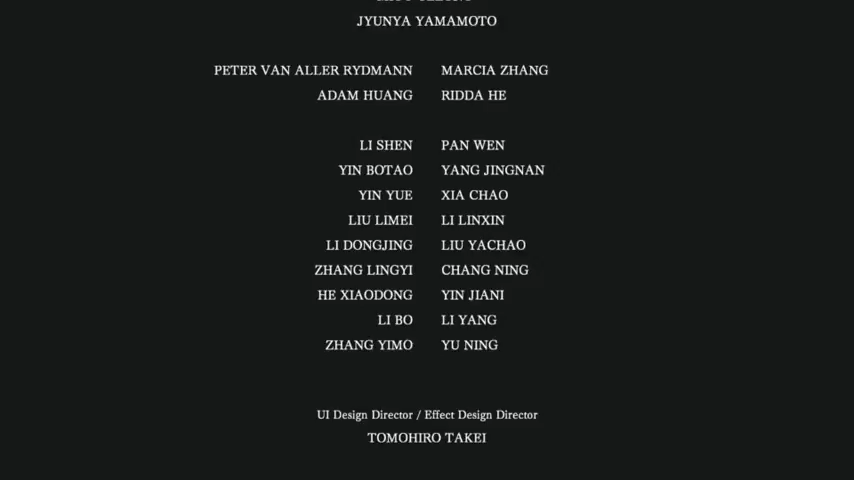 JYUNYA YAMAMOTO
PETER VAN ALLER RYDMANN MARCIA ZHANG
ADAM HUANG RIDDA HE
LI SHEN PAN WEN
YIN BOTAO YANG JINGNAN
YIN YUE XIA CHAO
LIU LIMEI LI LINXIN
LI DONGJING LIU YACHAO
ZHANG LINGYI CHANG NING
HE XIAODONG YIN JIANI
LI BO LI YANG
ZHANG YIMO YU NING
UI Design Director / Effect Design Director
TOMOHIRO TAKEI